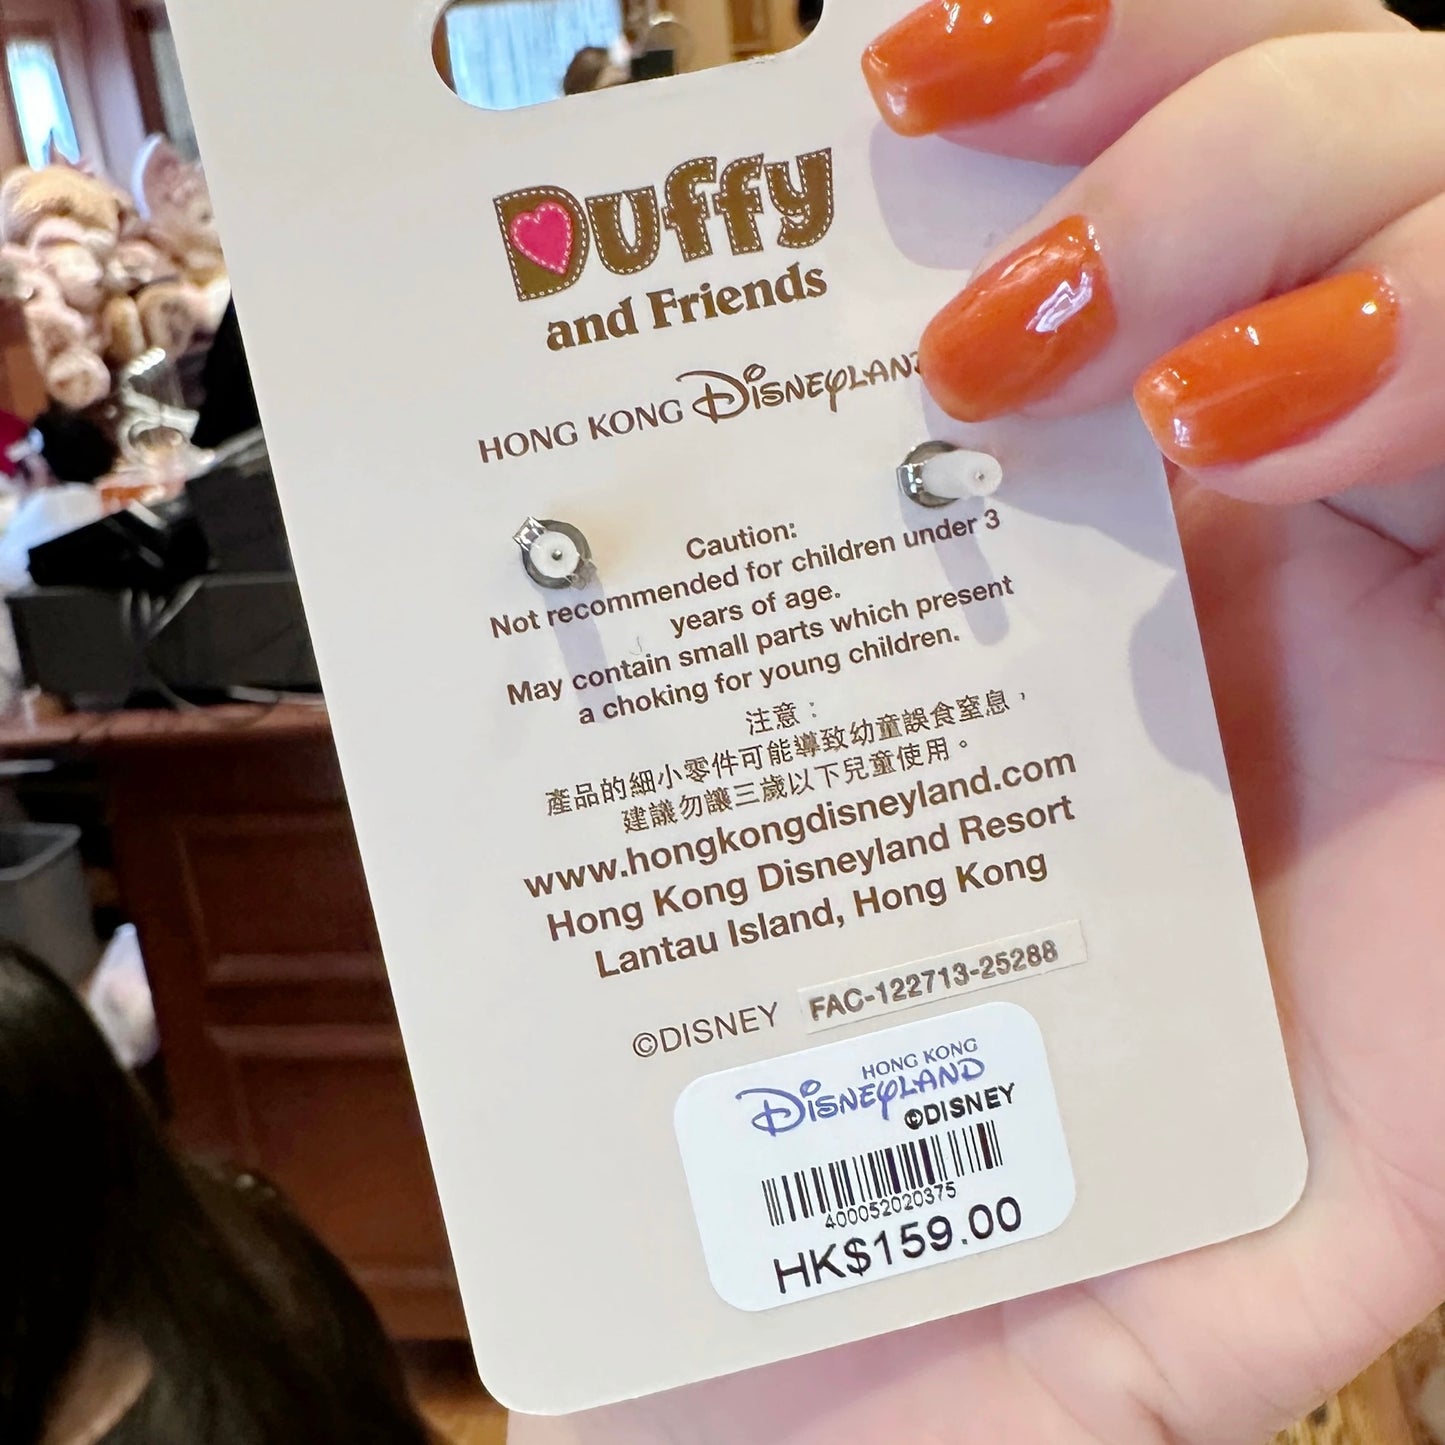 Duffy
and Friends
HONG KONG DISNEYLAND
Caution:
Not recommended for children under 3
years of age.
May contain small parts which present
a choking for young children.
注意：
產品的細小零件可能導致幼童誤食窒息，
建議勿讓三歲以下兒童使用。
www.hongkongdisneyland.com
Hong Kong Disneyland Resort
Lantau Island, Hong Kong
©DISNEY FAC-122713-25288
HONG KONG
DISNEYLAND
©DISNEY
400052020375
HK$159.00